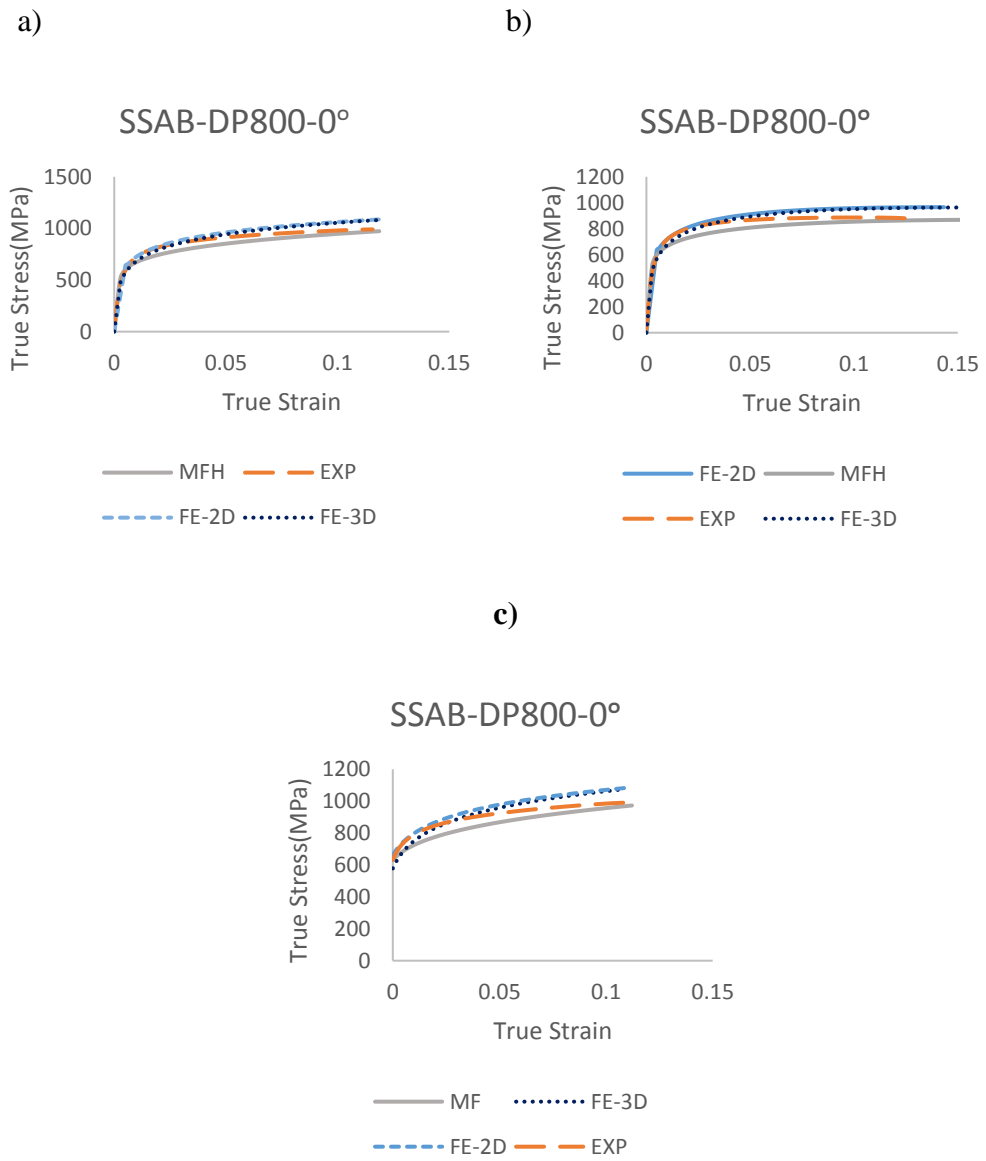 a)
b)
SSAB-DP800-0°
1500
1000
500
0
0
0.05
0.1
0.15
True Stress(MPa)
True Strain
MFH EXP
FE-2D FE-3D
SSAB-DP800-0°
1200
1000
800
600
400
200
0
0
0.05
0.1
0.15
True Stress(MPa)
True Strain
FE-2D MFH
EXP FE-3D
c)
SSAB-DP800-0°
1200
1000
800
600
400
200
0
0
0.05
0.1
0.15
True Stress(MPa)
True Strain
MF FE-3D
FE-2D EXP